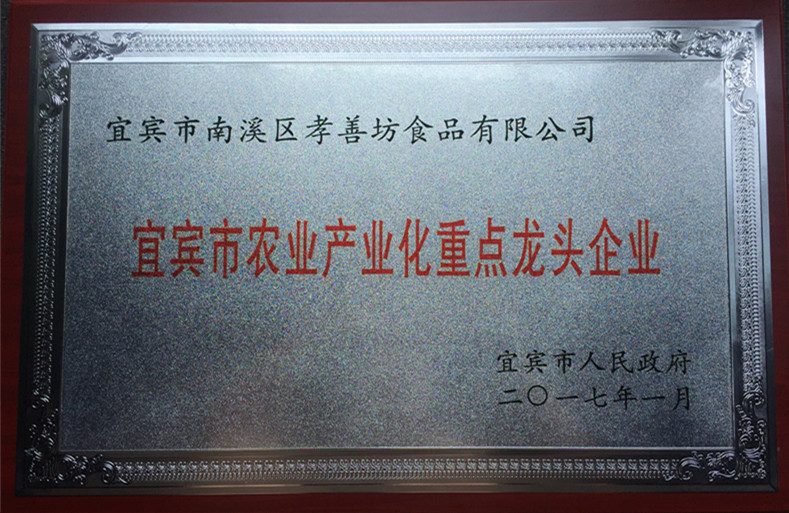 宜宾市南溪区孝善坊食品有限公司
宜宾市农业产业化重点龙头企业
宜宾市人民政府
二〇一七年一月